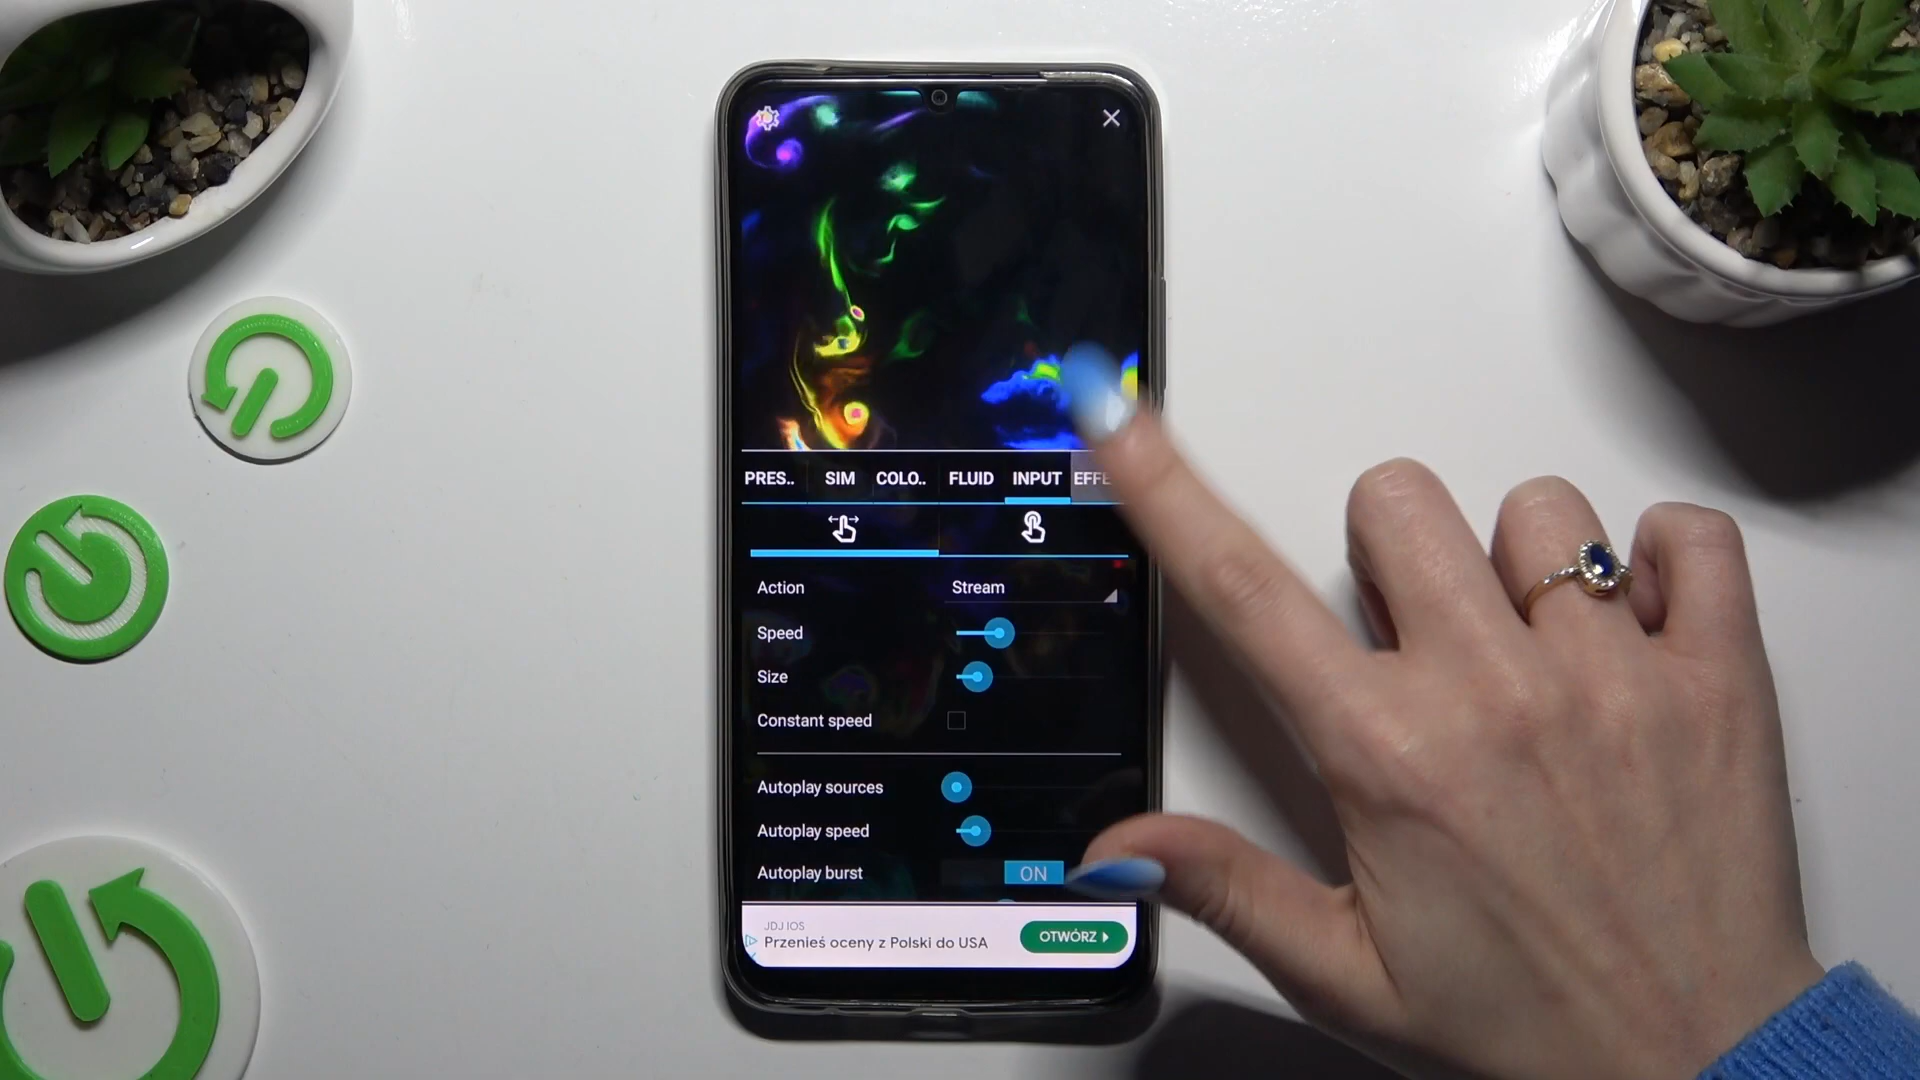 PRES..
SIM
COLO..
FLUID
INPUT
EFFE
Action
Stream
Speed
Size
Constant speed
Autoplay sources
Autoplay speed
Autoplay burst
ON
JDJ IOS
Przenieś oceny z Polski do USA
OTWÓRZ